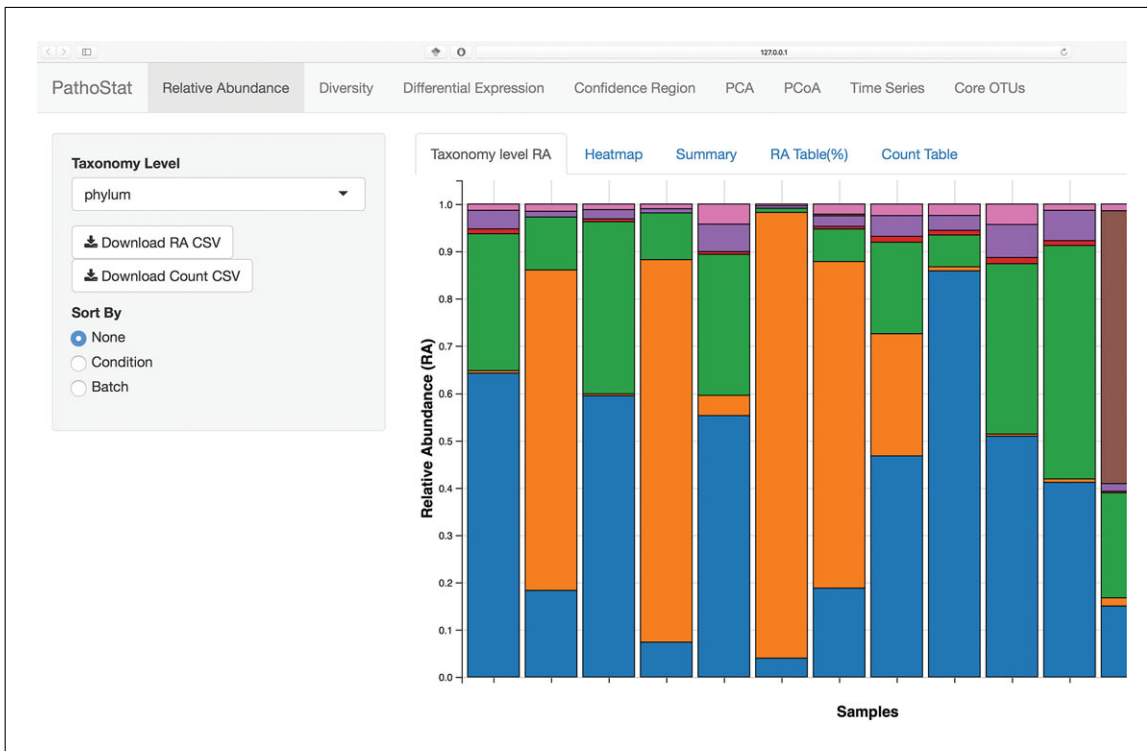 127.0.0.1
PathoStat Relative Abundance Diversity Differential Expression Confidence Region PCA PCoA Time Series Core OTUs
Taxonomy Level
phylum
Download RA CSV
Download Count CSV
Sort By
None
Condition
Batch
Taxonomy level RA Heatmap Summary RA Table(%) Count Table
1.0
0.9
0.8
0.7
0.6
0.5
0.4
0.3
0.2
0.1
0.0
Relative Abundance (RA)
Samples